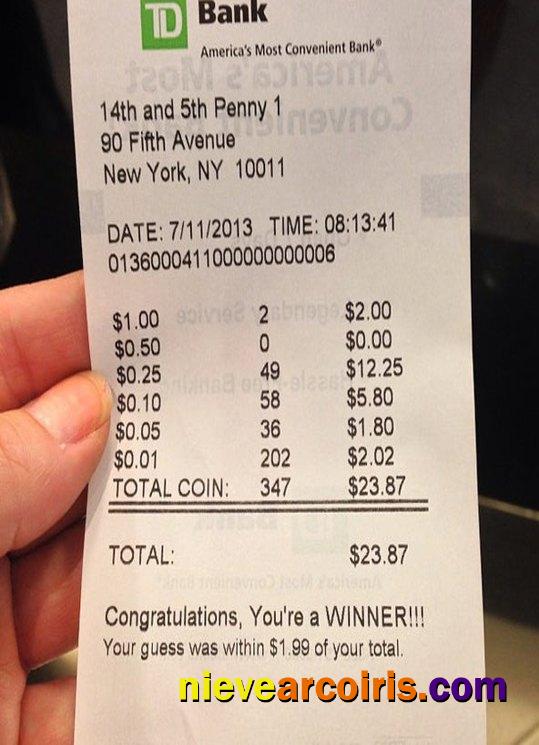 TD Bank
America's Most Convenient Bank®
14th and 5th Penny 1
90 Fifth Avenue
New York, NY 10011
DATE: 7/11/2013 TIME: 08:13:41
0136000411000000000006
$1.00 2 $2.00
$0.50 0 $0.00
$0.25 49 $12.25
$0.10 58 $5.80
$0.05 36 $1.80
$0.01 202 $2.02
TOTAL COIN: 347 $23.87
TOTAL: $23.87
Congratulations, You're a WINNER!!!
Your guess was within $1.99 of your total.
nievearcoiris.com